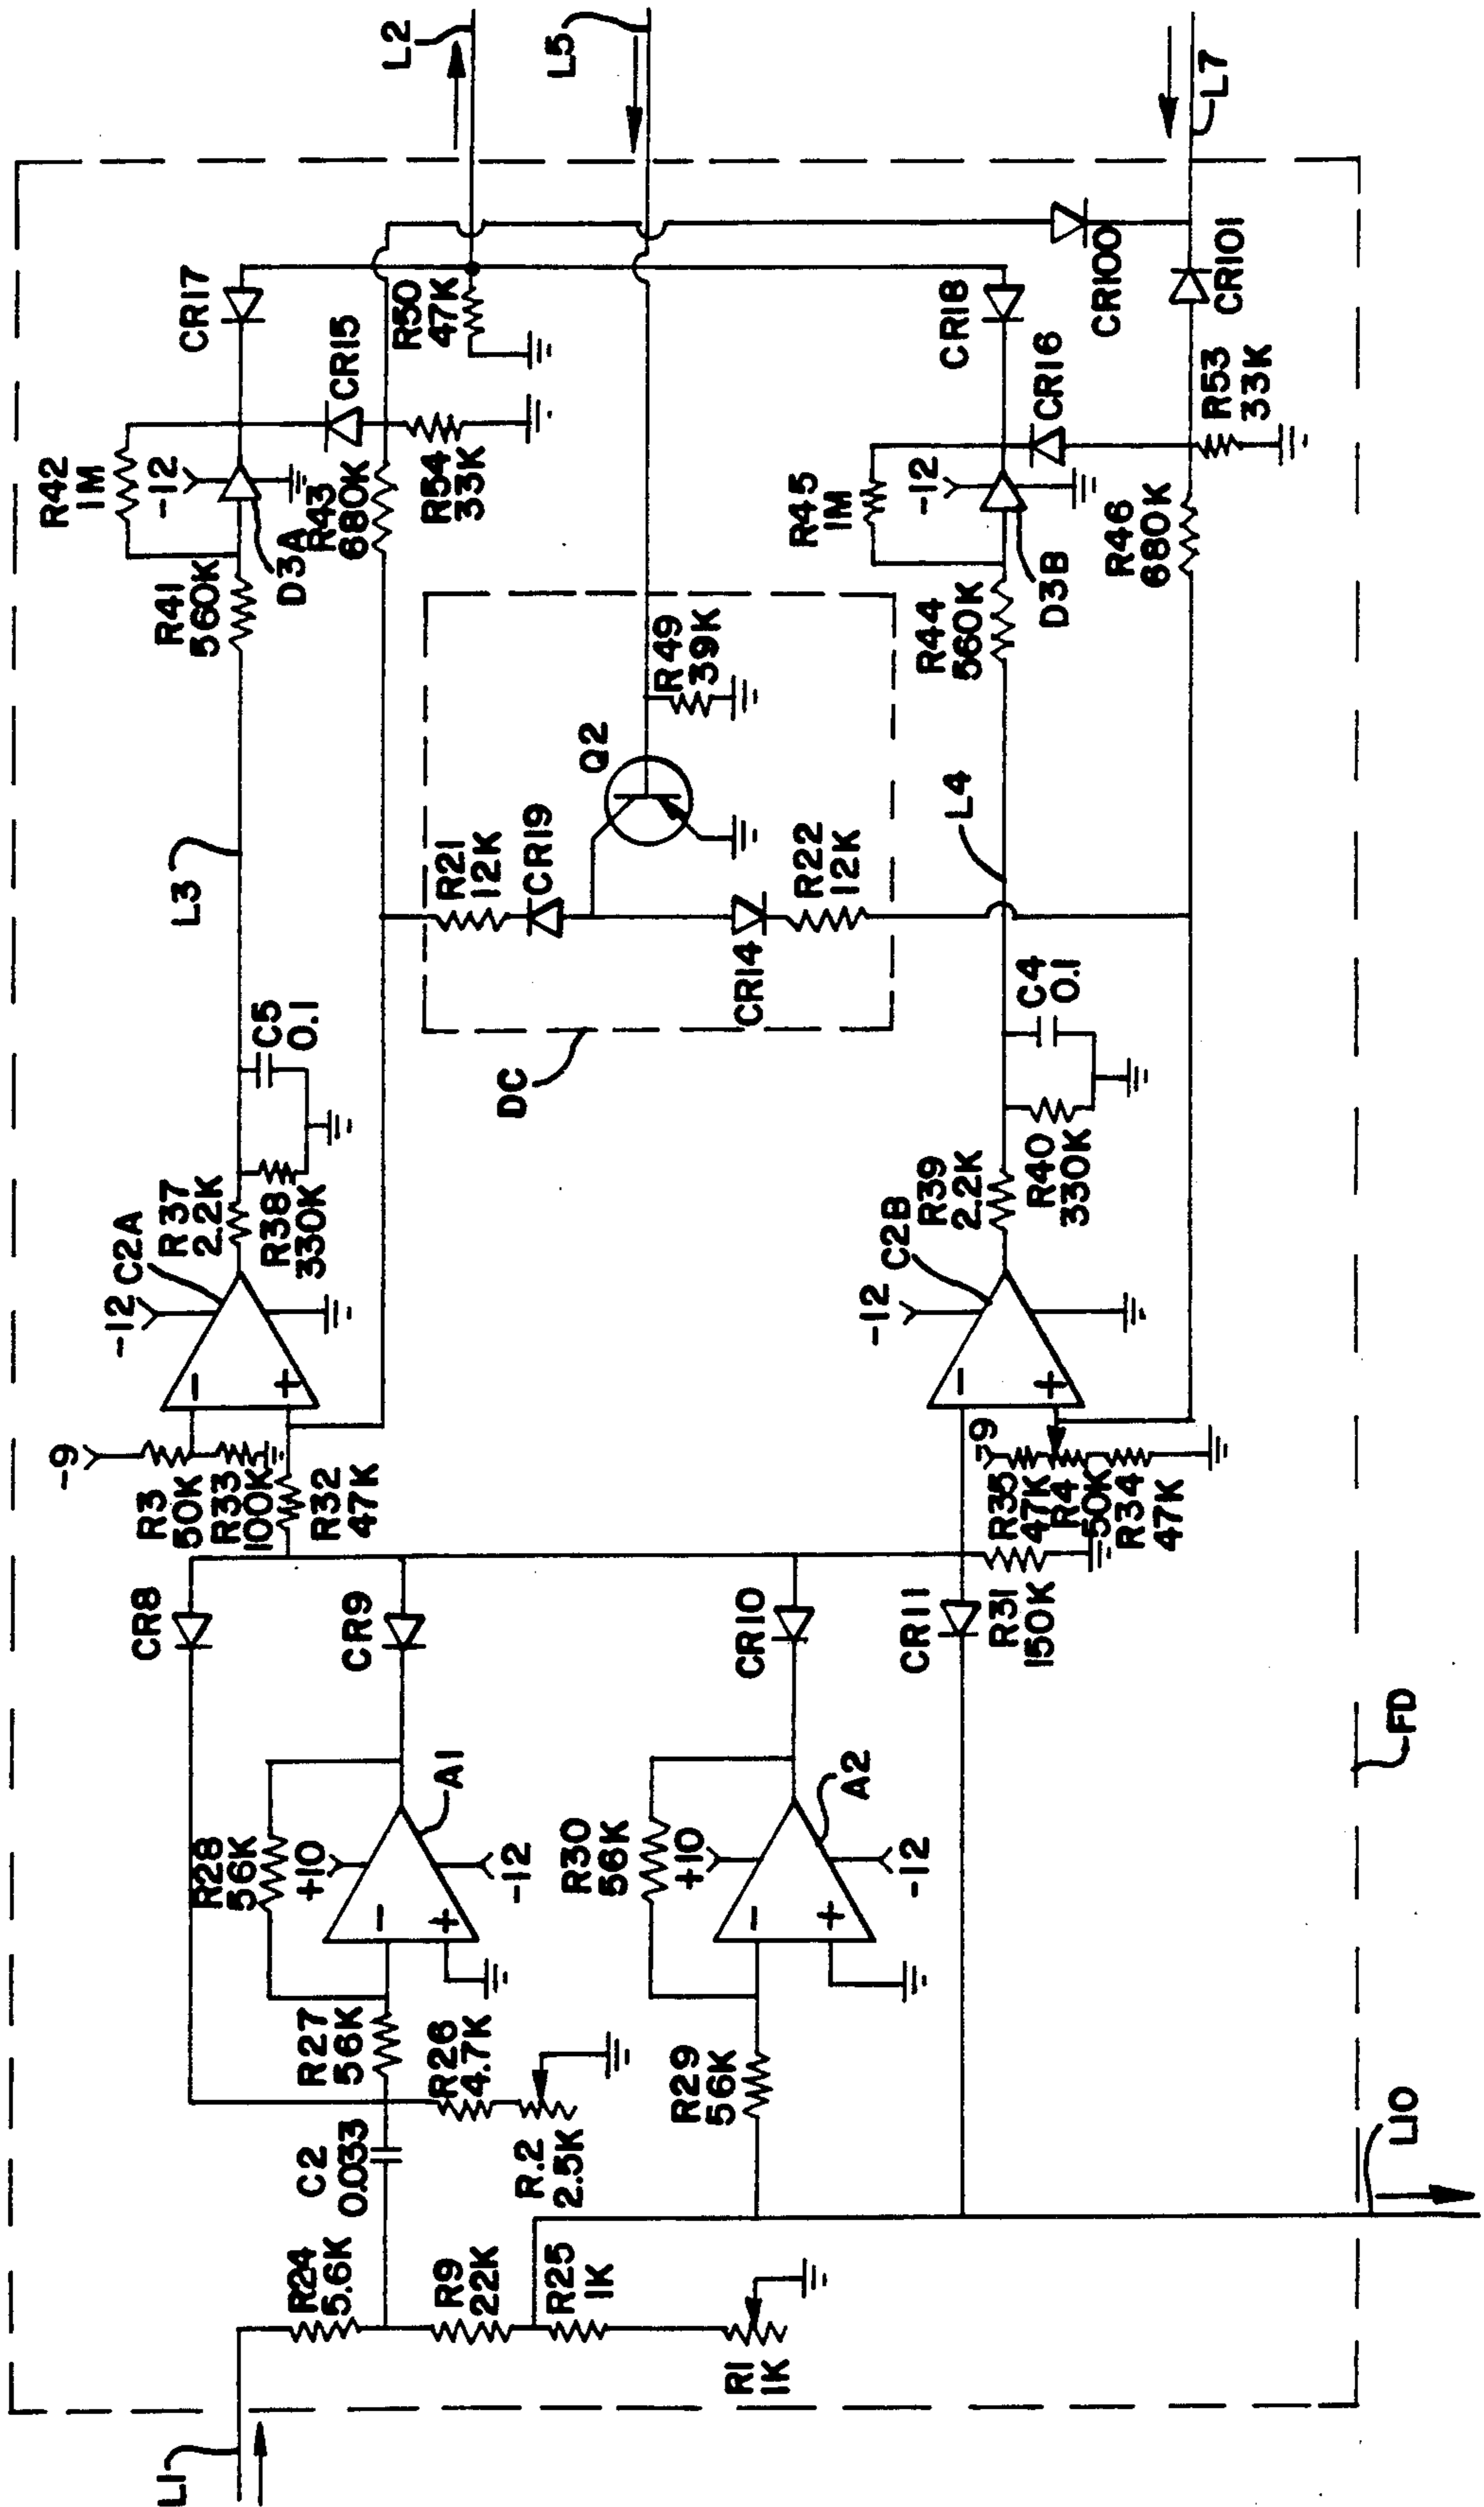 L1
R24
5.6K
R9
22K
R25
1K
R1
1K
C2
0.033
R.2
2.5K
R26
4.7K
R27
56K
R28
56K
+10
-
+
-12
A1
R29
56K
R30
56K
+10
-
+
-12
A2
L10
FD
CR8
CR9
CR10
CR11
R31
150K
-9
R3
50K
R33
100K
R32
47K
-9
R35
47K
R4
50K
R34
47K
-12
C2A
-
+
R37
2.2K
R38
330K
C5
0.1
-12
C2B
-
+
R39
2.2K
R40
330K
C4
0.1
L3
DC
R21
12K
CR19
CR14
R22
12K
Q2
R49
39K
L4
R41
560K
D3A
R42
1M
-12
R43
680K
R54
33K
CR15
CR17
R50
47K
R44
560K
D3B
R45
1M
-12
R46
680K
CR16
CR18
R53
33K
CR100
CR101
L2
L5
L7